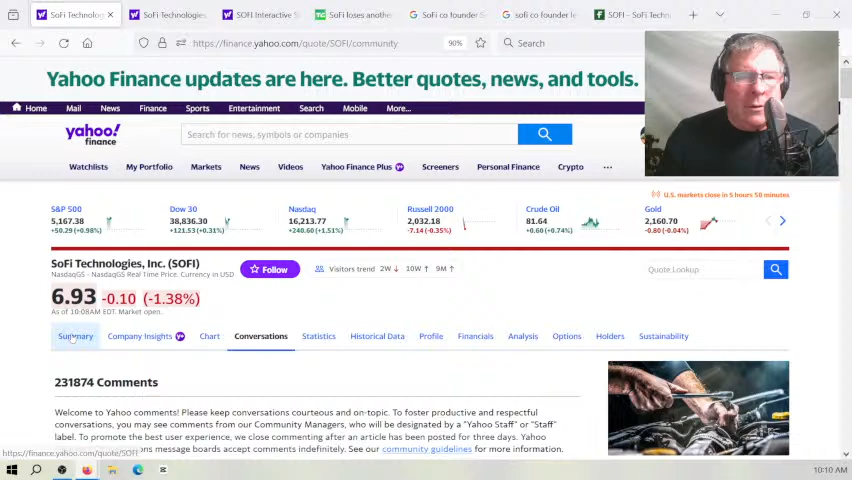 SoFi Technolog
SoFi Technologies,
SOFI Interactive S
SoFi loses anothe
SoFi co founder
sofi co founder le
SOFI - SoFi Techn
https://finance.yahoo.com/quote/SOFI/community
90%
Search
Yahoo Finance updates are here. Better quotes, news, and tools.
Home Mail News Finance Sports Entertainment Search Mobile More...
yahoo!
finance
Search for news, symbols or companies
Watchlists My Portfolio Markets News Videos Yahoo Finance Plus Screeners Personal Finance Crypto ...
U.S. markets close in 5 hours 50 minutes
S&P 500 Dow 30 Nasdaq Russell 2000 Crude Oil Gold
5,167.38 38,836.30 16,213.77 2,032.18 81.64 2,160.70
+50.29 (+0.98%) +121.53 (+0.31%) +240.60 (+1.51%) -7.14 (-0.35%) +0.60 (+0.74%) -0.80 (-0.04%)
SoFi Technologies, Inc. (SOFI)
NasdaqGS - NasdaqGS Real Time Price. Currency in USD
Follow
Visitors trend 2W ↓ 10W ↑ 9M ↑
Quote Lookup
6.93 -0.10 (-1.38%)
As of 10:08AM EDT. Market open.
Summary Company Insights Chart Conversations Statistics Historical Data Profile Financials Analysis Options Holders Sustainability
231874 Comments
Welcome to Yahoo comments! Please keep conversations courteous and on-topic. To foster productive and respectful
conversations, you may see comments from our Community Managers, who will be designated by a "Yahoo Staff" or "Staff"
label. To promote the best user experience, we close commenting after an article has been posted for three days. Yahoo
ons message boards accept comments indefinitely. See our community guidelines for more information.
https://finance.yahoo.com/quote/SOFI
10:10 AM